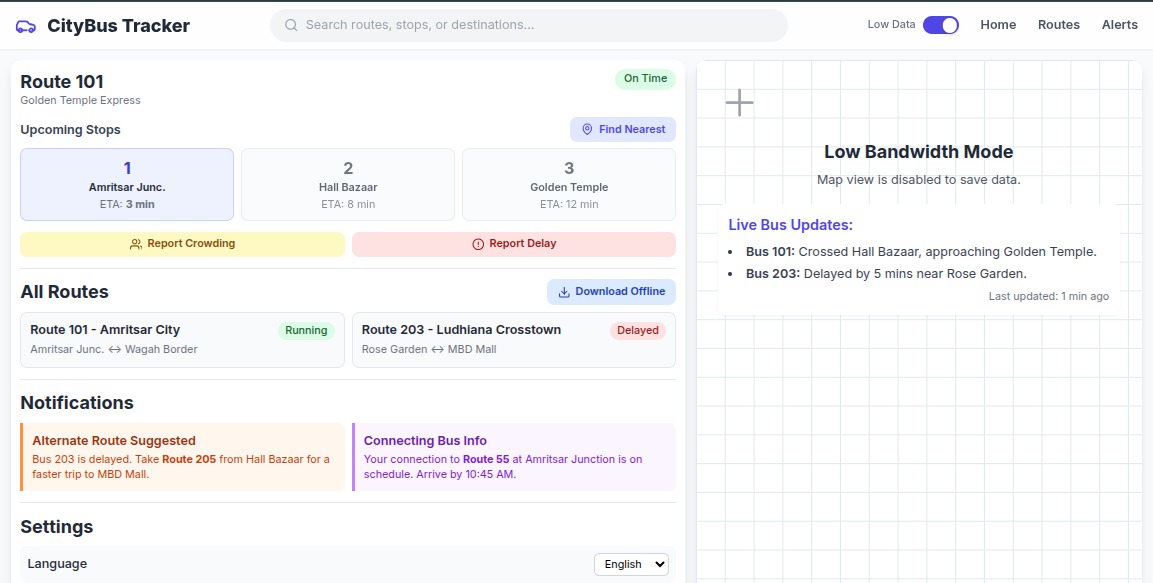 CityBus Tracker
Search routes, stops, or destinations...
Low Data
Home
Routes
Alerts
Route 101
On Time
Golden Temple Express
Upcoming Stops
Find Nearest
1
Amritsar Junc.
ETA: 3 min
2
Hall Bazaar
ETA: 8 min
3
Golden Temple
ETA: 12 min
Report Crowding
Report Delay
All Routes
Download Offline
Route 101 - Amritsar City
Running
Amritsar Junc. ↔ Wagah Border
Route 203 - Ludhiana Crosstown
Delayed
Rose Garden ↔ MBD Mall
Notifications
Alternate Route Suggested
Bus 203 is delayed. Take Route 205 from Hall Bazaar for a
faster trip to MBD Mall.
Connecting Bus Info
Your connection to Route 55 at Amritsar Junction is on
schedule. Arrive by 10:45 AM.
Settings
Language
English
Low Bandwidth Mode
Map view is disabled to save data.
Live Bus Updates:
• Bus 101: Crossed Hall Bazaar, approaching Golden Temple.
• Bus 203: Delayed by 5 mins near Rose Garden.
Last updated: 1 min ago